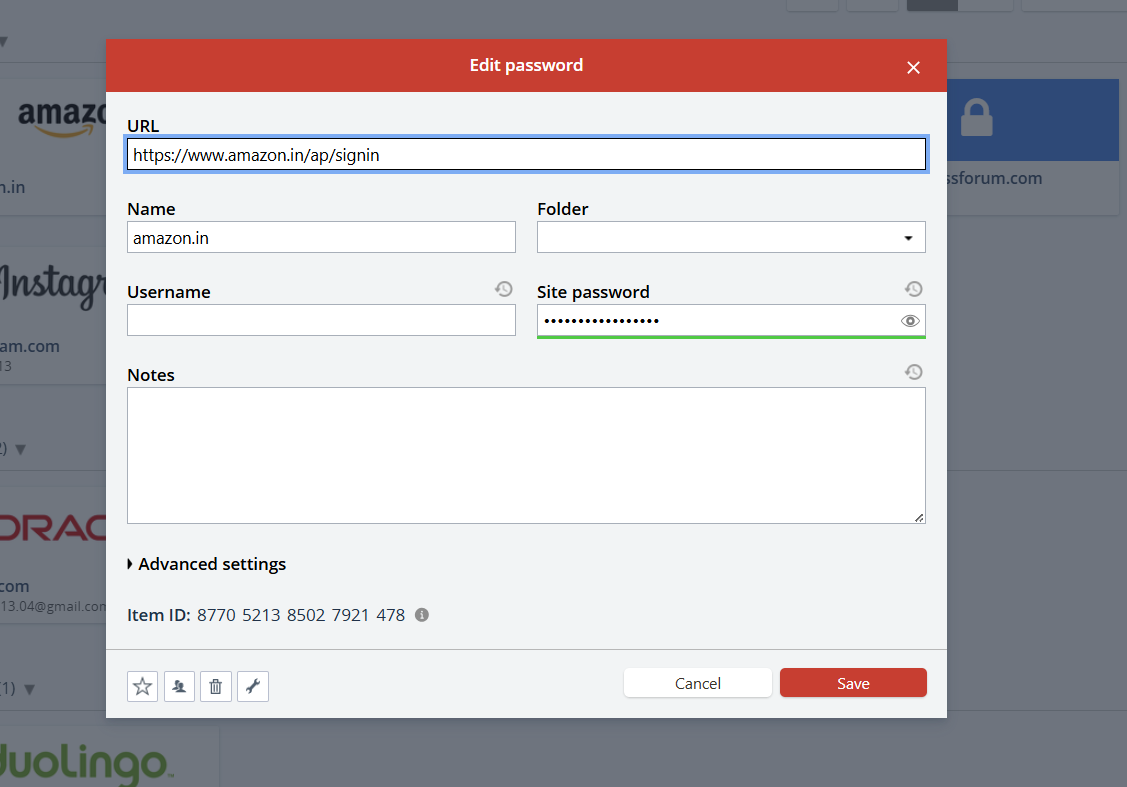 Edit password
amazo
URL
https://www.amazon.in/ap/signin
n.in
ssforum.com
Name
Folder
amazon.in
Instagr
Username
Site password
•••••••••••••••••
am.com
13
Notes
2)
ORAC
Advanced settings
com
13.04@gmail.com
Item ID: 8770 5213 8502 7921 478
(1)
Cancel
Save
duolingo